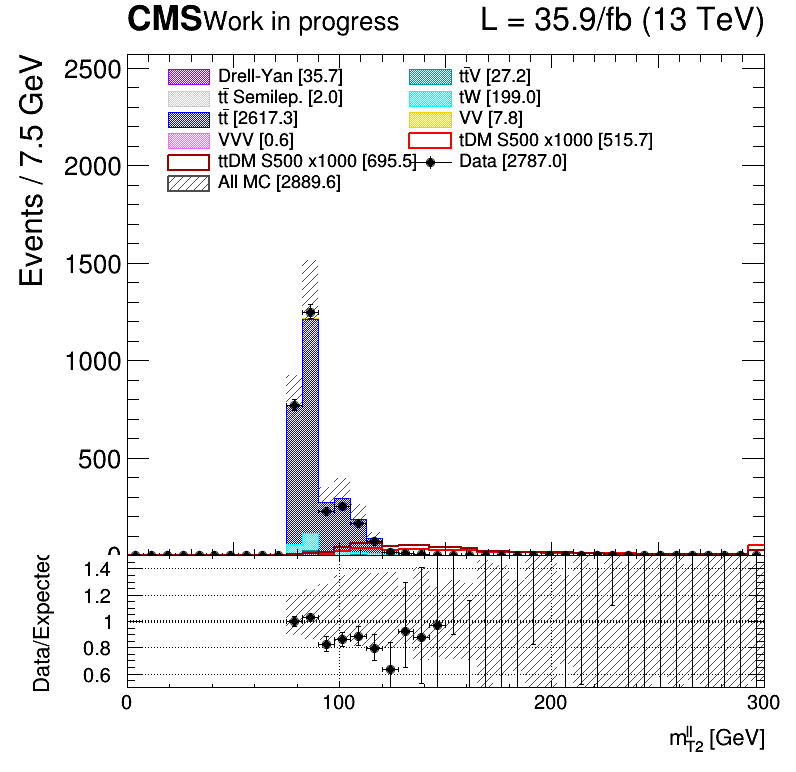 CMS Work in progress L = 35.9/fb (13 TeV)
Events / 7.5 GeV
2500
2000
1500
1000
500
0
Drell-Yan [35.7]
tt̄V [27.2]
tt̄ Semilep. [2.0]
tW [199.0]
tt̄ [2617.3]
VV [7.8]
VVV [0.6]
tDM S500 x1000 [515.7]
ttDM S500 x1000 [695.5]
Data [2787.0]
All MC [2889.6]
Data/Expected
1.4
1.2
1
0.8
0.6
0 100 200 300
m_T2^ll [GeV]